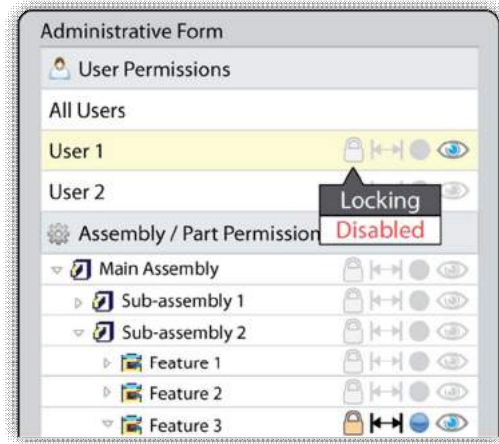 Administrative Form
User Permissions
All Users
User 1
User 2
Locking
Disabled
Assembly / Part Permission
Main Assembly
Sub-assembly 1
Sub-assembly 2
Feature 1
Feature 2
Feature 3